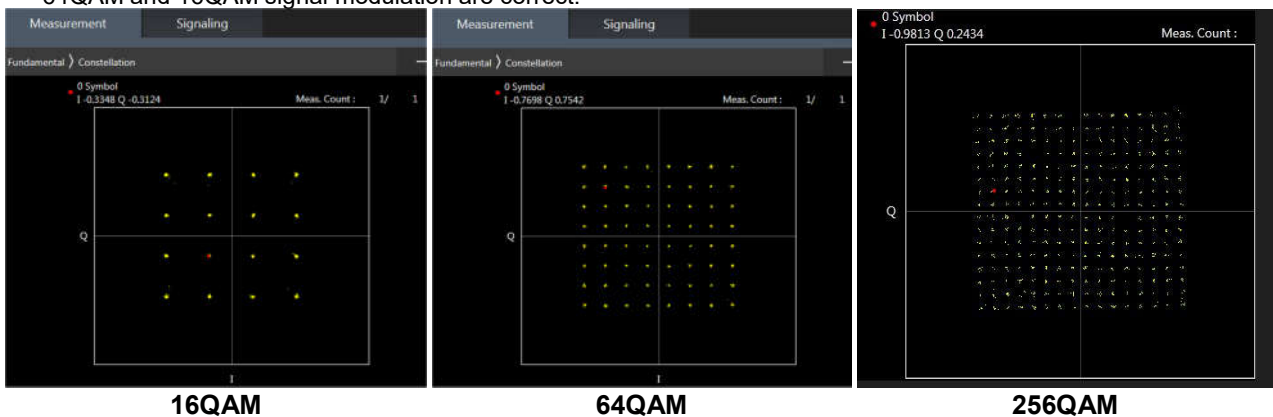 64QAM and 16QAM signal modulation are correct.
Measurement Signaling
Fundamental ⟩ Constellation
0 Symbol
I -0.3348 Q -0.3124 Meas. Count : 1/ 1
Q
I
16QAM
Measurement Signaling
Fundamental ⟩ Constellation
0 Symbol
I -0.7698 Q 0.7542 Meas. Count : 1/ 1
Q
I
64QAM
0 Symbol
I -0.9813 Q 0.2434 Meas. Count :
Q
256QAM